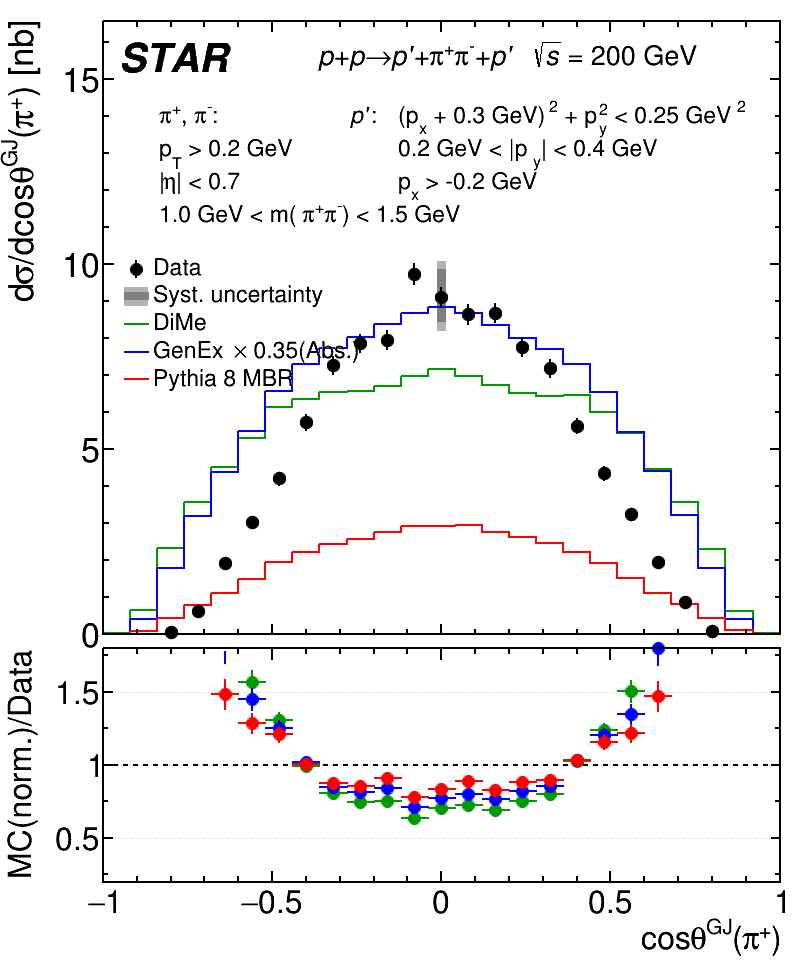 STAR p+p→p′+π⁺π⁻+p′ √s = 200 GeV
π⁺, π⁻: p′: (pₓ + 0.3 GeV)² + p_y² < 0.25 GeV²
p_T > 0.2 GeV 0.2 GeV < |p_y| < 0.4 GeV
|η| < 0.7 pₓ > -0.2 GeV
1.0 GeV < m(π⁺π⁻) < 1.5 GeV
Data
Syst. uncertainty
DiMe
GenEx × 0.35(Abs.)
Pythia 8 MBR
dσ/dcosθ^GJ(π⁺) [nb]
15
10
5
0
MC(norm.)/Data
1.5
1
0.5
−1 −0.5 0 0.5 1
cosθ^GJ(π⁺)